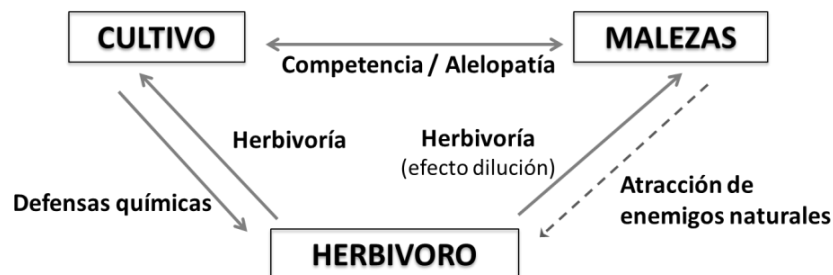 CULTIVO
MALEZAS
Competencia / Alelopatía
Herbivoría
Herbivoría
(efecto dilución)
Defensas químicas
Atracción de
enemigos naturales
HERBIVORO